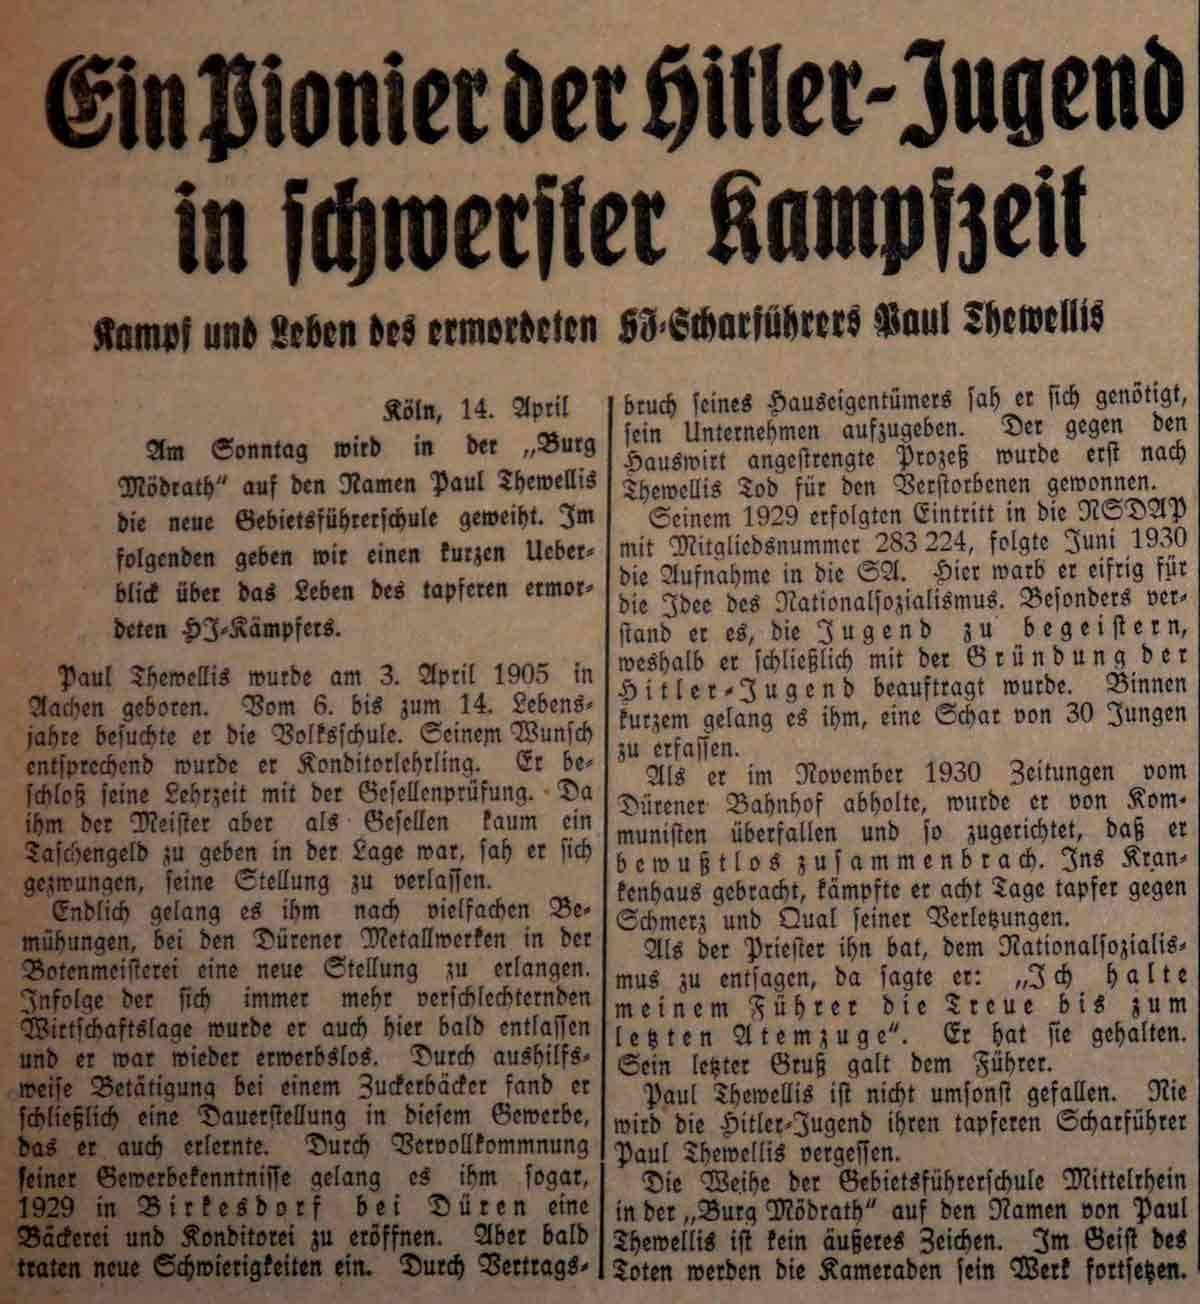 Ein Pionier der Hitler-Jugend
in schwerster Kampfzeit
Kampf und Leben des ermordeten HJ-Scharführers Paul Thewellis
Köln, 14. April
Am Sonntag wird in der „Burg
Mödrath“ auf den Namen Paul Thewellis
die neue Gebietsführerschule geweiht. Im
folgenden geben wir einen kurzen Ueber-
blick über das Leben des tapferen ermor-
deten HJ-Kämpfers.
Paul Thewellis wurde am 3. April 1905 in
Aachen geboren. Vom 6. bis zum 14. Lebens-
jahre besuchte er die Volksschule. Seinem Wunsch
entsprechend wurde er Konditorlehrling. Er be-
schloß seine Lehrzeit mit der Gesellenprüfung. Da
ihm der Meister aber als Gesellen kaum ein
Taschengeld zu geben in der Lage war, sah er sich
gezwungen, seine Stellung zu verlassen.
Endlich gelang es ihm nach vielfachen Be-
mühungen, bei den Dürener Metallwerken in der
Botenmeisterei eine neue Stellung zu erlangen.
Infolge der sich immer mehr verschlechternden
Wirtschaftslage wurde er auch hier bald entlassen
und er war wieder erwerbslos. Durch aushilfs-
weise Betätigung bei einem Zuckerbäcker fand er
schließlich eine Dauerstellung in diesem Gewerbe,
das er auch erlernte. Durch Vervollkommnung
seiner Gewerbekenntnisse gelang es ihm sogar,
1929 in Birkesdorf bei Düren eine
Bäckerei und Konditorei zu eröffnen. Aber bald
traten neue Schwierigkeiten ein. Durch Vertrags-
bruch seines Hauseigentümers sah er sich genötigt,
sein Unternehmen aufzugeben. Der gegen den
Hauswirt angestrengte Prozeß wurde erst nach
Thewellis Tod für den Verstorbenen gewonnen.
Seinem 1929 erfolgten Eintritt in die NSDAP
mit Mitgliedsnummer 283 224, folgte Juni 1930
die Aufnahme in die SA. Hier warb er eifrig für
die Idee des Nationalsozialismus. Besonders ver-
stand er es, die Jugend zu begeistern,
weshalb er schließlich mit der Gründung der
Hitler-Jugend beauftragt wurde. Binnen
kurzem gelang es ihm, eine Schar von 30 Jungen
zu erfassen.
Als er im November 1930 Zeitungen vom
Dürener Bahnhof abholte, wurde er von Kom-
munisten überfallen und so zugerichtet, daß er
bewußtlos zusammenbrach. Ins Kran-
kenhaus gebracht, kämpfte er acht Tage tapfer gegen
Schmerz und Qual seiner Verletzungen.
Als der Priester ihn bat, dem Nationalsozialis-
mus zu entsagen, da sagte er: „Ich halte
meinem Führer die Treue bis zum
letzten Atemzuge“. Er hat sie gehalten.
Sein letzter Gruß galt dem Führer.
Paul Thewellis ist nicht umsonst gefallen. Nie
wird die Hitler-Jugend ihren tapferen Scharführer
Paul Thewellis vergessen.
Die Weihe der Gebietsführerschule Mittelrhein
in der „Burg Mödrath“ auf den Namen von Paul
Thewellis ist kein äußeres Zeichen. Im Geist des
Toten werden die Kameraden sein Werk fortsetzen.